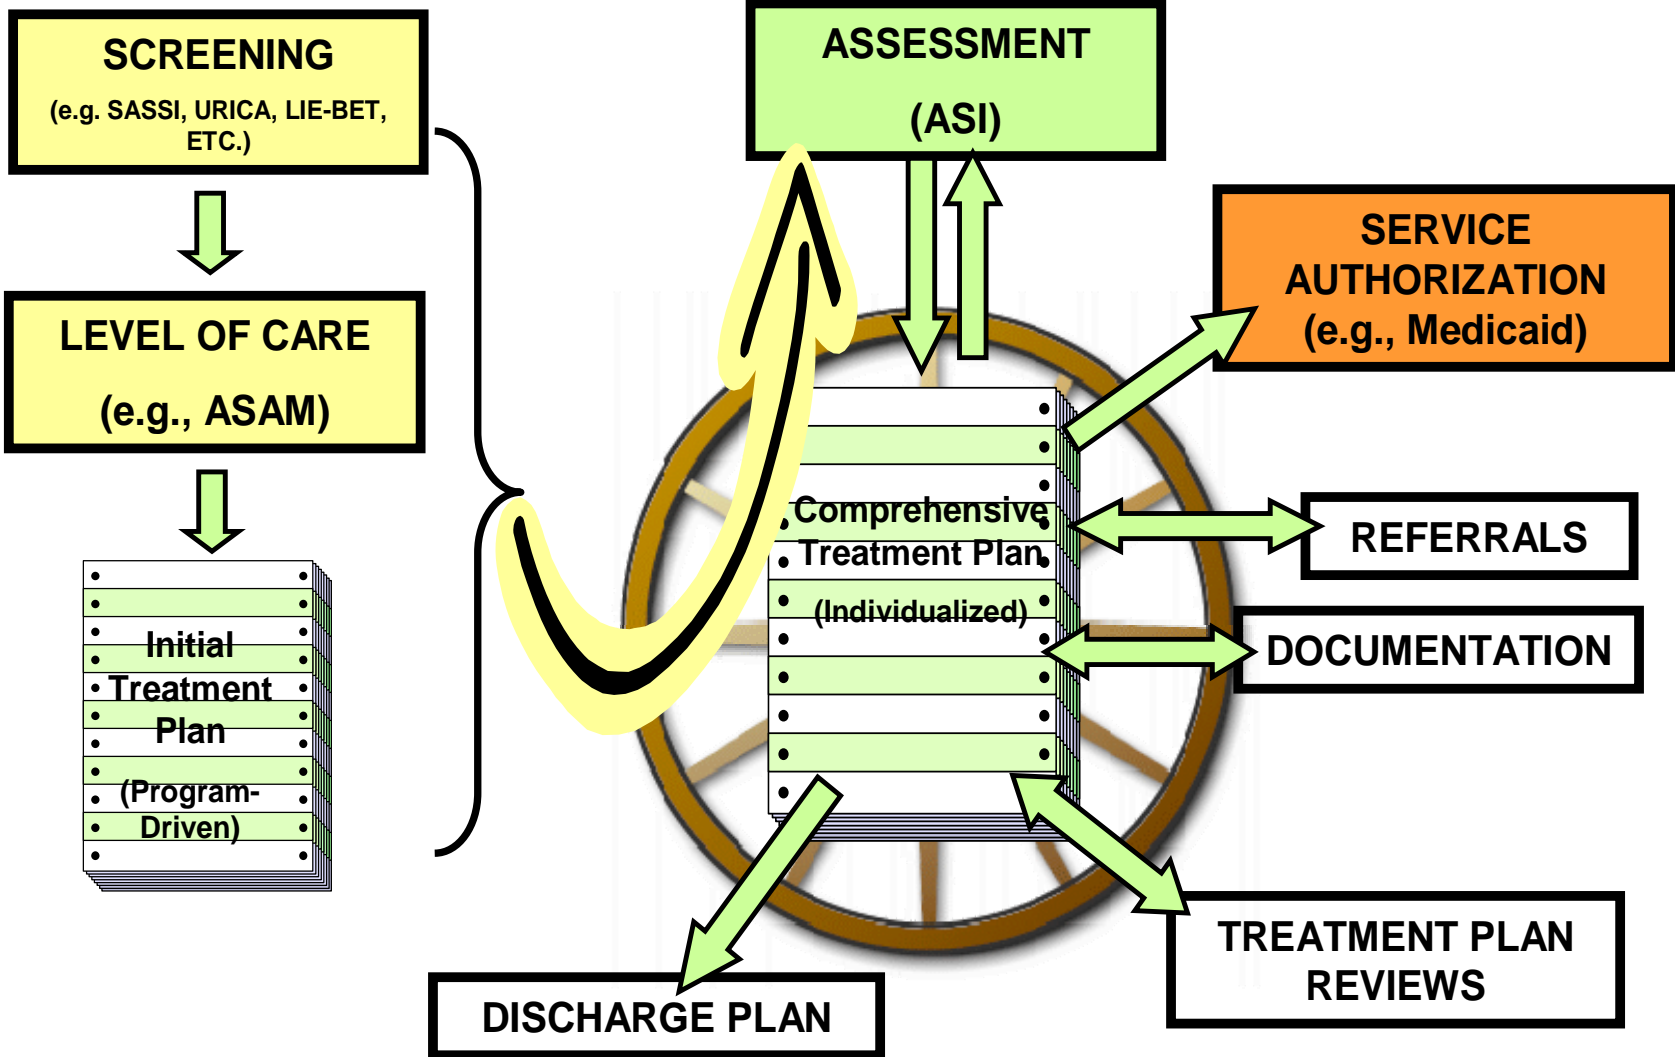 SCREENING
(e.g. SASSI, URICA, LIE-BET,
ETC.)
LEVEL OF CARE
(e.g., ASAM)
Initial
Treatment
Plan
(Program-
Driven)
ASSESSMENT
(ASI)
SERVICE
AUTHORIZATION
(e.g., Medicaid)
Comprehensive
Treatment Plan
(Individualized)
REFERRALS
DOCUMENTATION
TREATMENT PLAN
REVIEWS
DISCHARGE PLAN